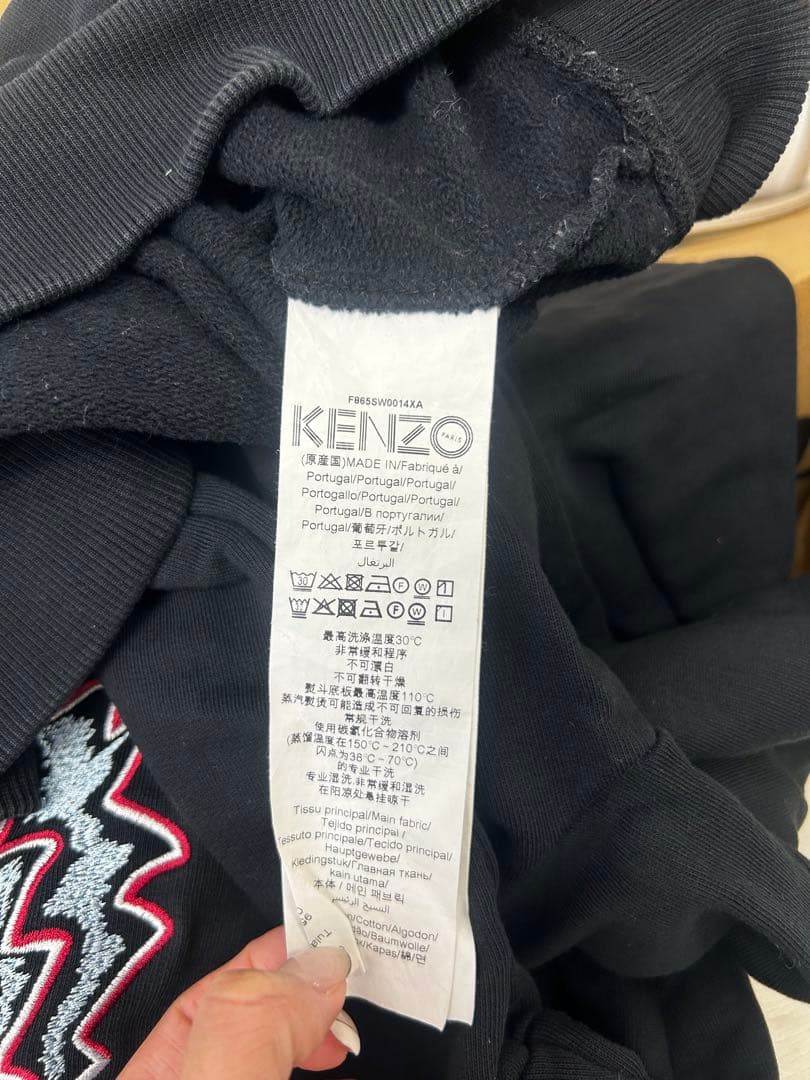 F865SW0014XA
KENZO
PARIS
(原産国)MADE IN/Fabriqué à/
Portugal/Portugal/Portugal/
Portogallo/Portugal/Portugal/
Portugal/В португалии/
Portugal/葡萄牙/ポルトガル/
포르투갈/
البرتغال
30
F W
F W
最高洗涤温度30℃
非常缓和程序
不可漂白
不可翻转干燥
熨斗底板最高温度110℃
蒸汽熨烫可能造成不可回复的损伤
常规干洗
使用碳氢化合物溶剂
(蒸馏温度在150℃~210℃之间
闪点为38℃~70℃)
的专业干洗
专业湿洗,非常缓和湿洗
在阳凉处悬挂晾干
Tissu principal/Main fabric/
Tejido principal /
Tessuto principale/Tecido principal/
Hauptgewebe/
Kledingstuk/Главная ткань/
kain utama/
本体 / 메인 패브릭
النسيج الرئيسي
/Cotton/Algodon/
/Baumwolle/
/Kapas/綿/면